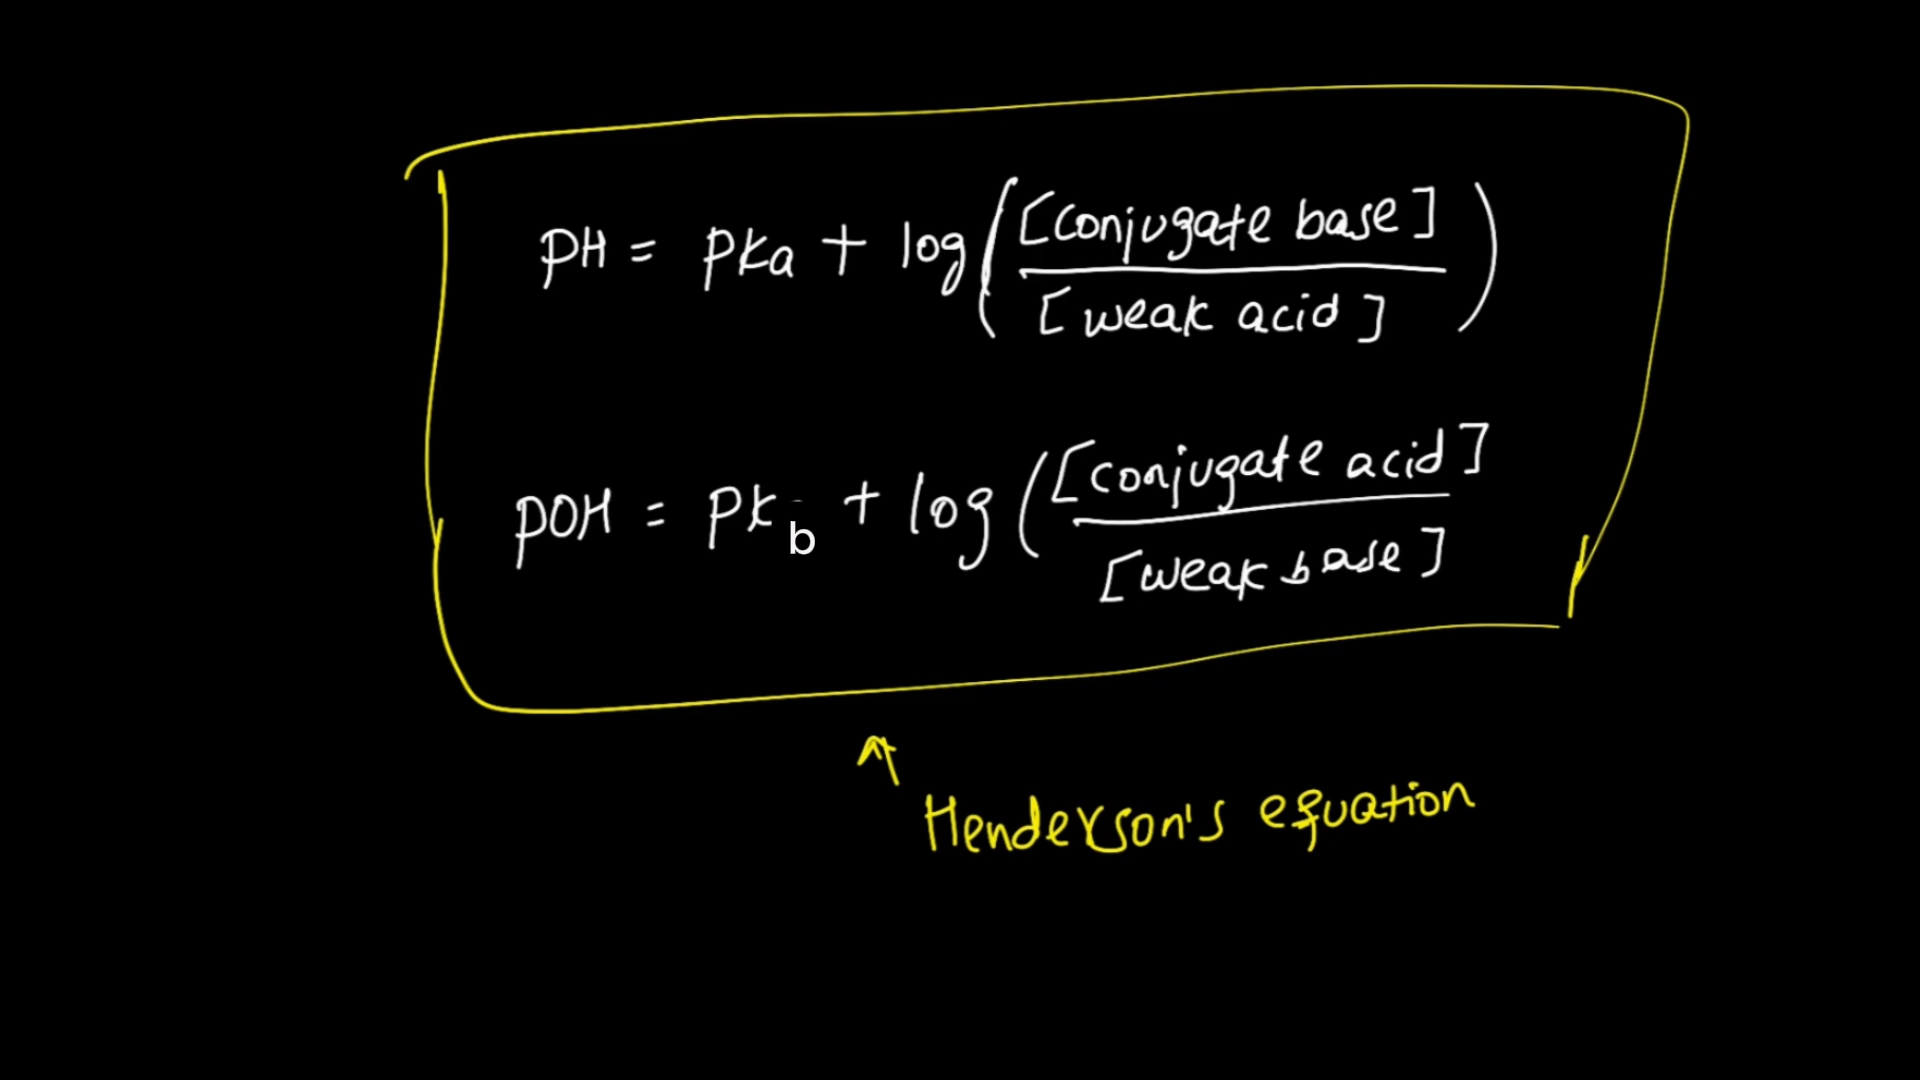 pH = pKa + log([conjugate base] / [weak acid])
pOH = pKb + log([conjugate acid] / [weak base])
Henderson's equation